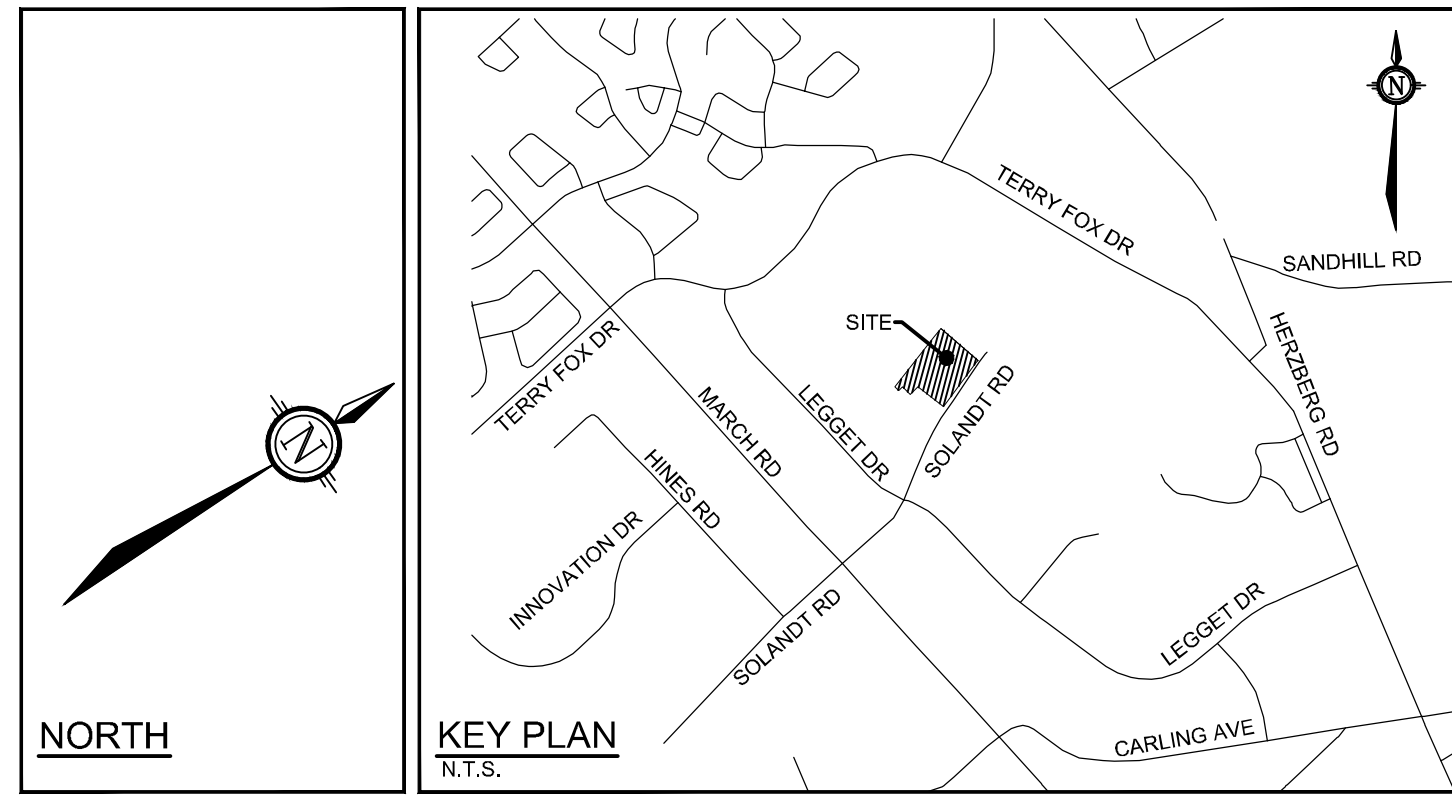 N
NORTH
N
TERRY FOX DR
SANDHILL RD
SITE
HERZBERG RD
TERRY FOX DR
MARCH RD
LEGGET DR
SOLANDT RD
HINES RD
INNOVATION DR
SOLANDT RD
LEGGET DR
CARLING AVE
KEY PLAN
N.T.S.